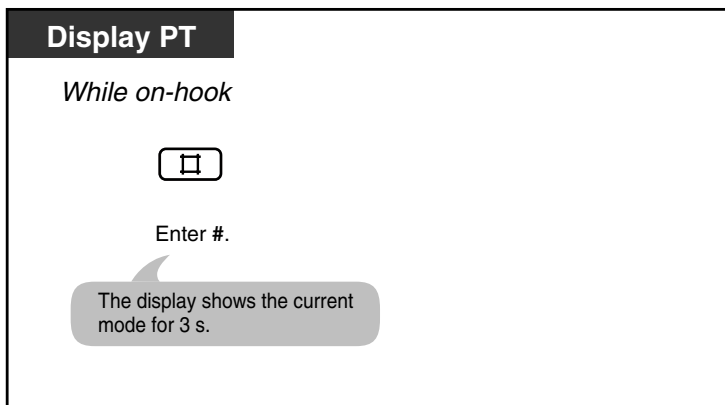 Display PT
While on-hook
#
Enter #.
The display shows the current
mode for 3 s.